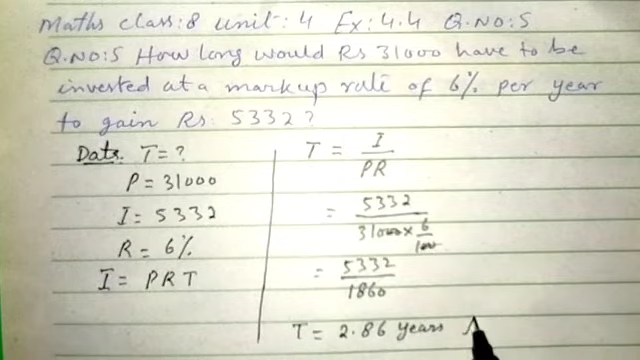 Maths class:8 unit:4 Ex:4.4 Q.NO:5
Q.NO:5 How long would Rs 31000 have to be
invested at a markup rate of 6% per year
to gain Rs: 5332?
Data. T=?
P=31000
I=5332
R=6%
I=PRT
T = I / PR
= 5332 / 31000 × 6/100
= 5332 / 1860
T= 2.86 years